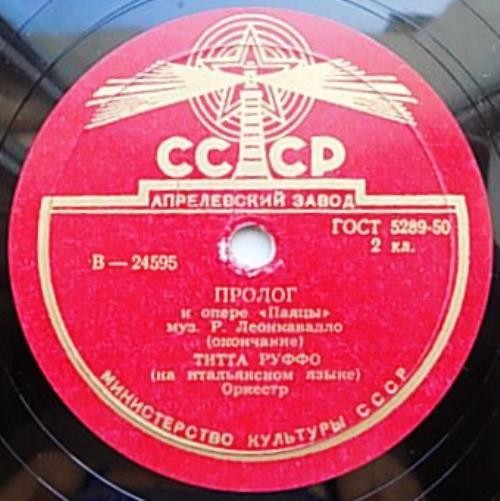 СССР
АПРЕЛЕВСКИЙ ЗАВОД
ГОСТ 5289-50
2 кл.
В — 24595
ПРОЛОГ
к опере «Паяцы»
муз. Р. Леонкавалло
(окончание)
ТИТТА РУФФО
(на итальянском языке)
Оркестр
МИНИСТЕРСТВО КУЛЬТУРЫ СССР